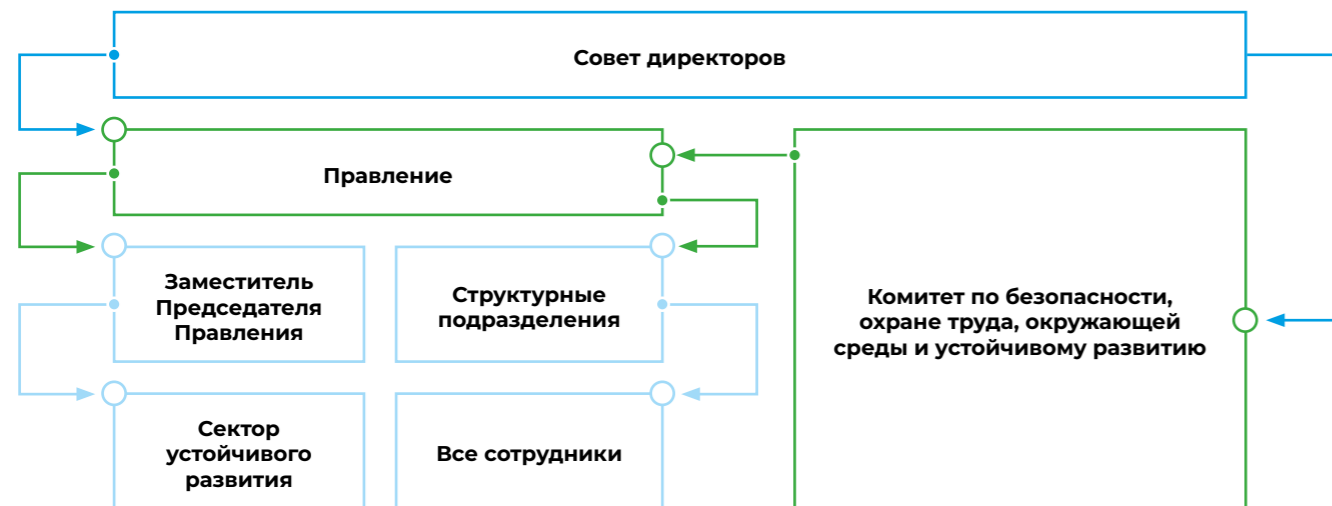 Совет директоров
Правление
Заместитель
Председателя
Правления
Структурные
подразделения
Комитет по безопасности,
охране труда, окружающей
среды и устойчивому развитию
Сектор
устойчивого
развития
Все сотрудники